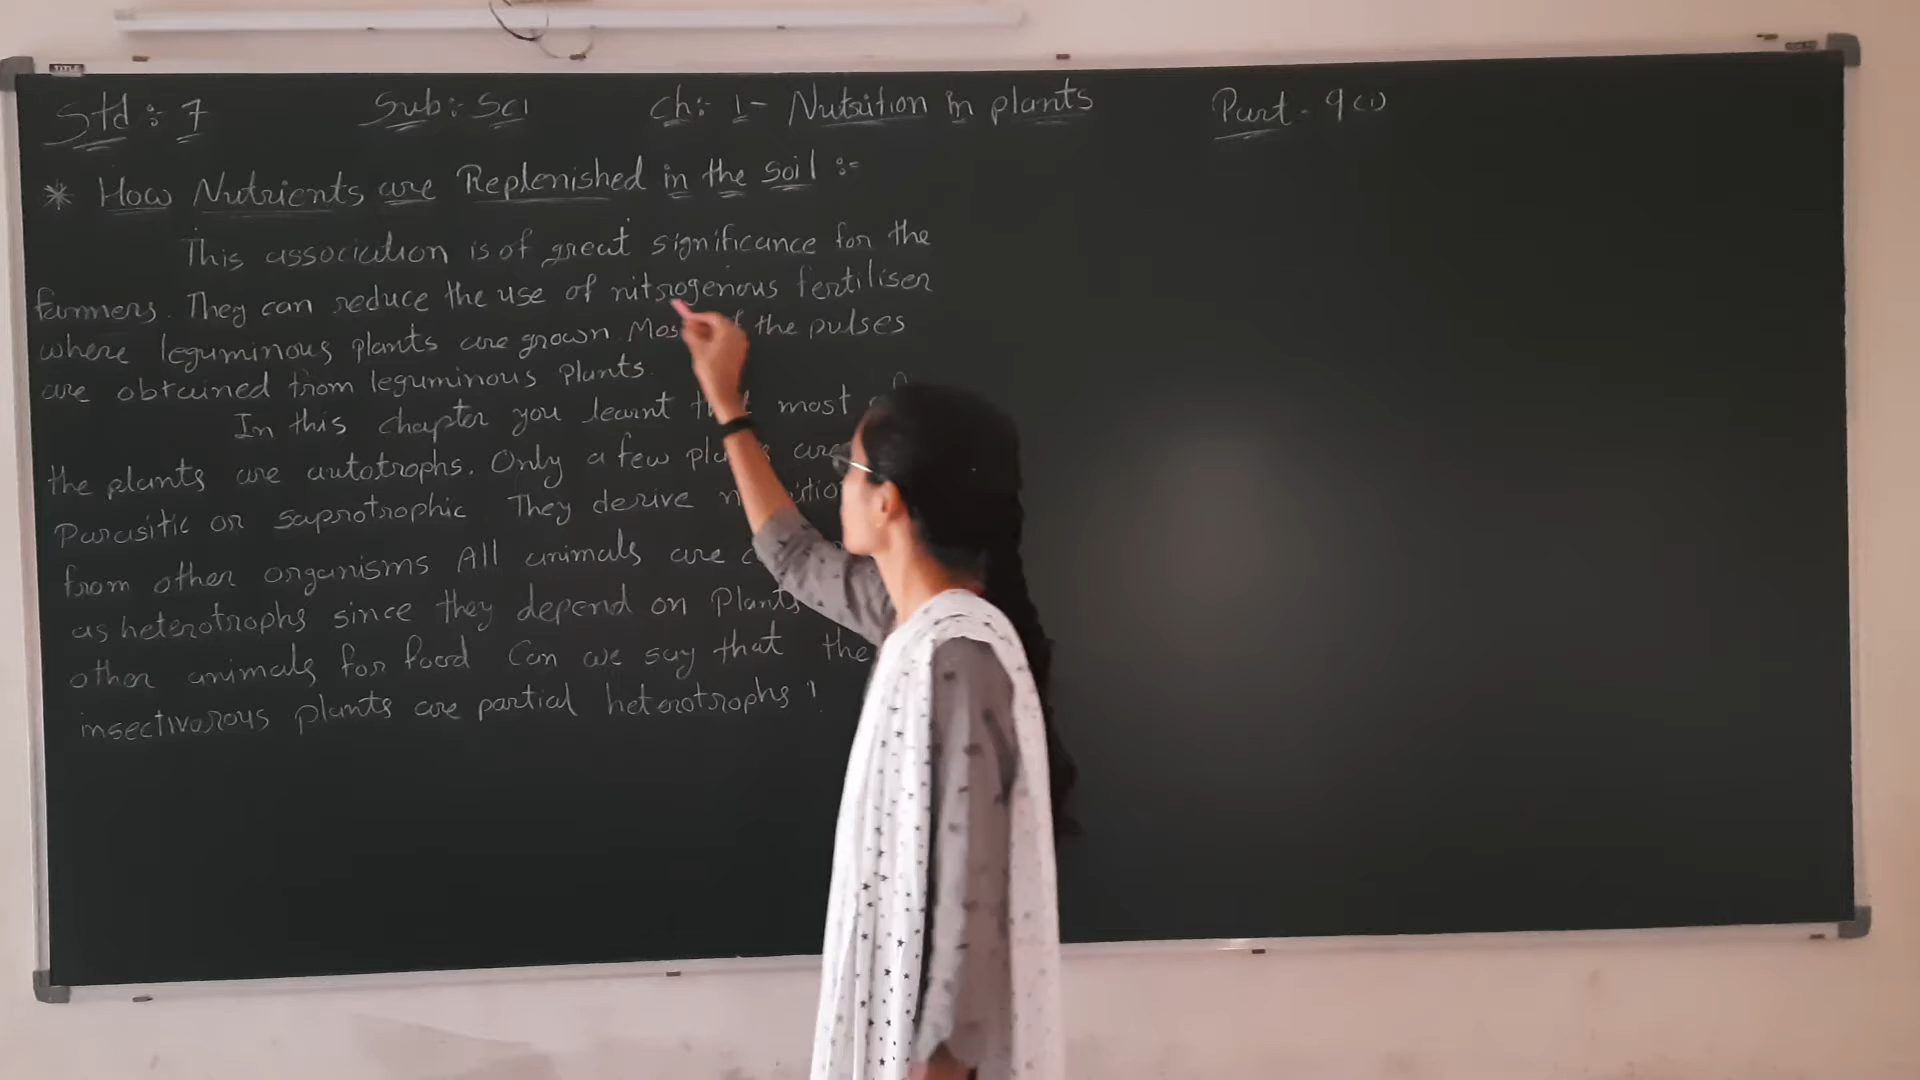 TITLE
Std : 7 Sub:- Sci Ch:- 1- Nutrition in plants Part - 9(1)
* How Nutrients are Replenished in the soil :-
This association is of great significance for the
farmers. They can reduce the use of nitrogenious fertiliser
where leguminous plants are grown. the pulses
are obtained from leguminous plants.
In this chapter you learnt most
the plants are autotrophs. Only a few
Parasitic or saprotrophic They derive
from other organisms All animals are
as heterotrophs since they depend on Plants
other animals for food Can we say that the
insectivorous plants are partial heterotrophs?